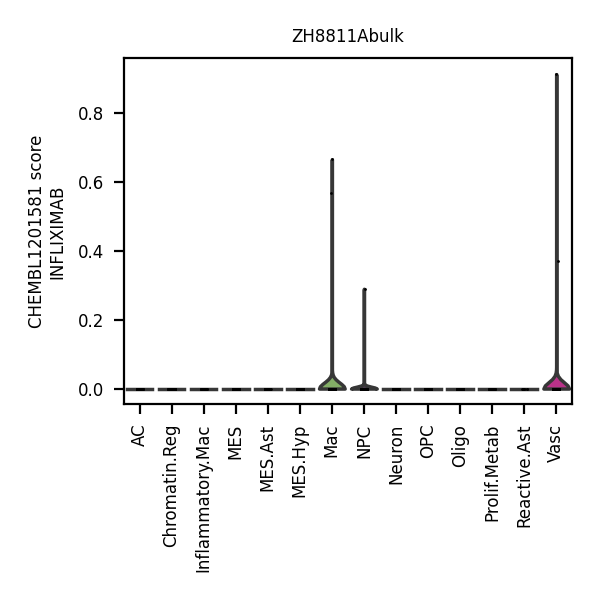 ZH8811Abulk
CHEMBL1201581 score
INFLIXIMAB
0.8
0.6
0.4
0.2
0.0
AC
Chromatin.Reg
Inflammatory.Mac
MES
MES.Ast
MES.Hyp
Mac
NPC
Neuron
OPC
Oligo
Prolif.Metab
Reactive.Ast
Vasc